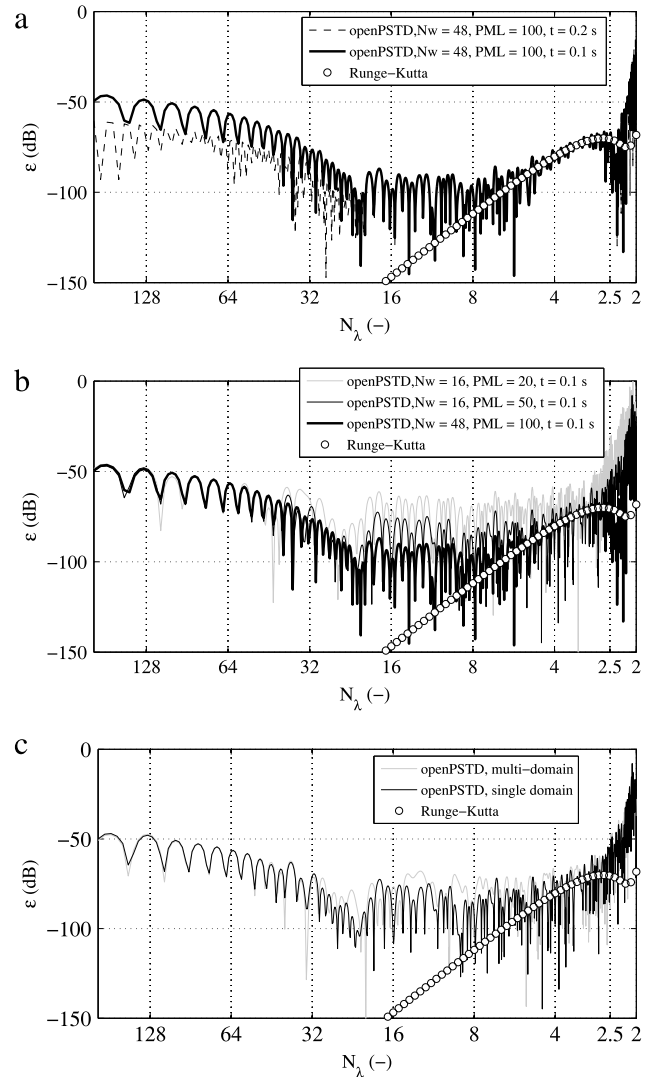 a
openPSTD,Nw = 48, PML = 100, t = 0.2 s
openPSTD,Nw = 48, PML = 100, t = 0.1 s
Runge−Kutta
0
−50
−100
−150
ε (dB)
128 64 32 16 8 4 2.5 2
N_λ (−)
b
openPSTD,Nw = 16, PML = 20, t = 0.1 s
openPSTD,Nw = 16, PML = 50, t = 0.1 s
openPSTD,Nw = 48, PML = 100, t = 0.1 s
Runge−Kutta
0
−50
−100
−150
ε (dB)
128 64 32 16 8 4 2.5 2
N_λ (−)
c
openPSTD, multi−domain
openPSTD, single domain
Runge−Kutta
0
−50
−100
−150
ε (dB)
128 64 32 16 8 4 2.5 2
N_λ (−)